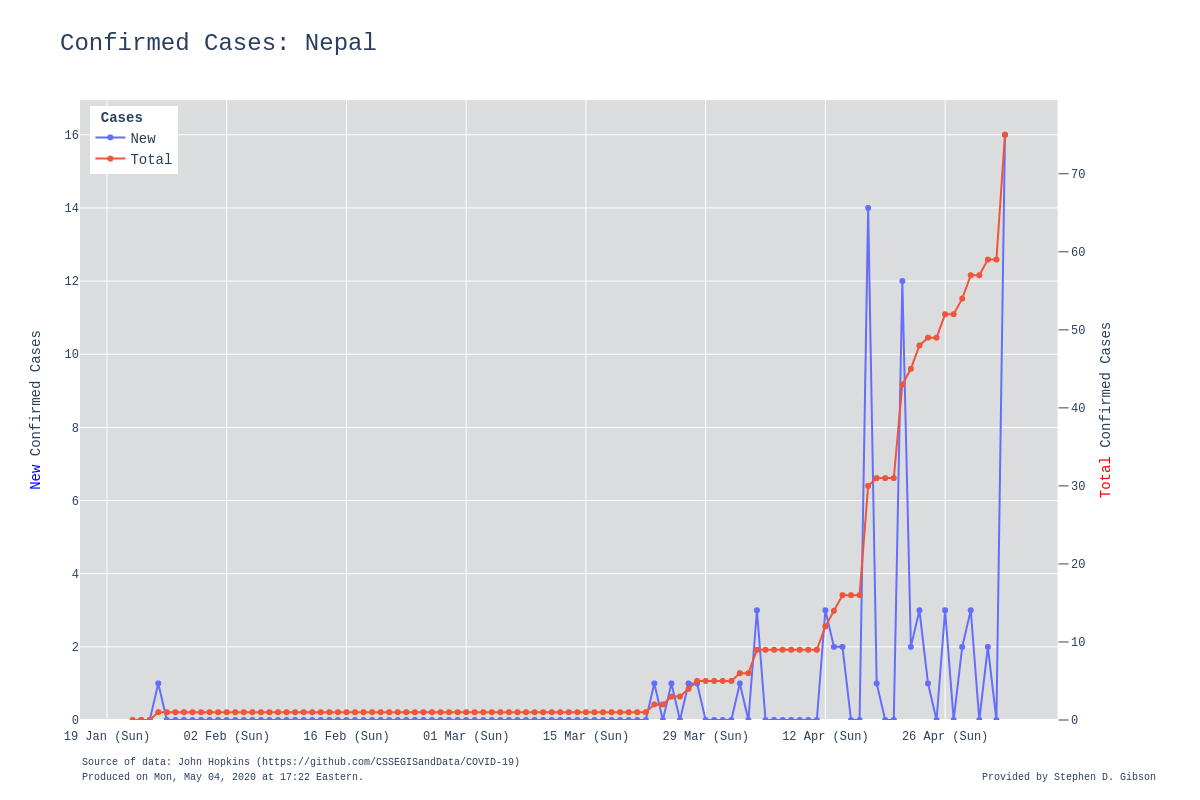 Confirmed Cases: Nepal
Cases
New
Total
16
14
12
10
8
6
4
2
0
70
60
50
40
30
20
10
0
New Confirmed Cases
Total Confirmed Cases
19 Jan (Sun)
02 Feb (Sun)
16 Feb (Sun)
01 Mar (Sun)
15 Mar (Sun)
29 Mar (Sun)
12 Apr (Sun)
26 Apr (Sun)
Source of data: John Hopkins (https://github.com/CSSEGISandData/COVID-19)
Produced on Mon, May 04, 2020 at 17:22 Eastern.
Provided by Stephen D. Gibson